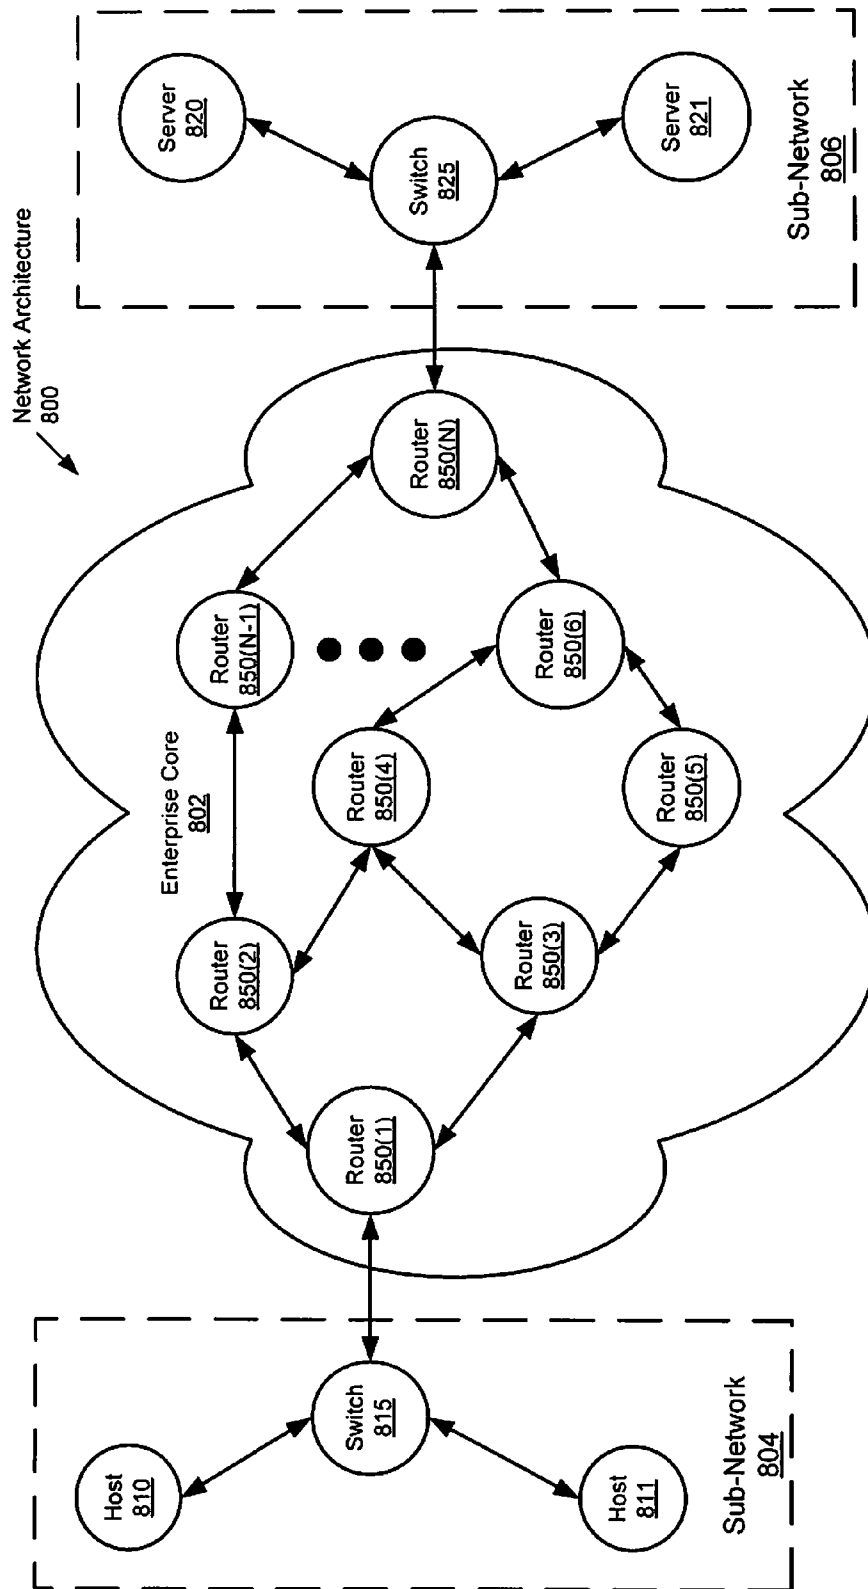 Network Architecture
800
Enterprise Core
802
Host
810
Host
811
Switch
815
Sub-Network
804
Router
850(1)
Router
850(2)
Router
850(3)
Router
850(4)
Router
850(5)
Router
850(6)
Router
850(N-1)
Router
850(N)
Switch
825
Server
820
Server
821
Sub-Network
806